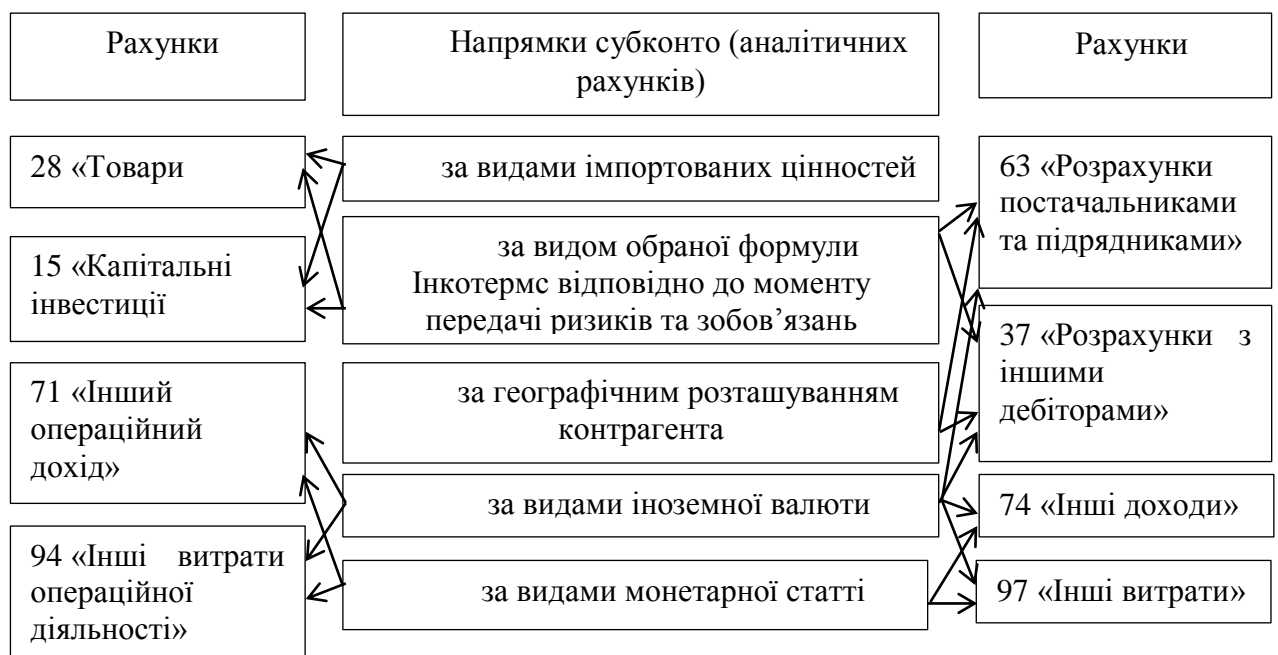 Рахунки
Напрямки субконто (аналітичних
рахунків)
Рахунки
28 «Товари
15 «Капітальні
інвестиції
71 «Інший
операційний
дохід»
94 «Інші витрати
операційної
діяльності»
за видами імпортованих цінностей
за видом обраної формули
Інкотермс відповідно до моменту
передачі ризиків та зобов’язань
за географічним розташуванням
контрагента
за видами іноземної валюти
за видами монетарної статті
63 «Розрахунки
постачальниками
та підрядниками»
37 «Розрахунки з
іншими
дебіторами»
74 «Інші доходи»
97 «Інші витрати»